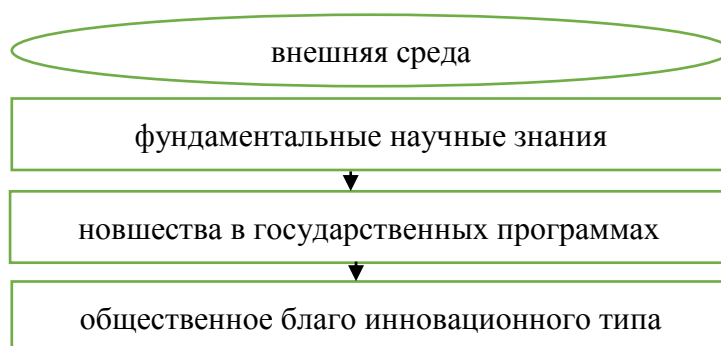 внешняя среда
фундаментальные научные знания
новшества в государственных программах
общественное благо инновационного типа